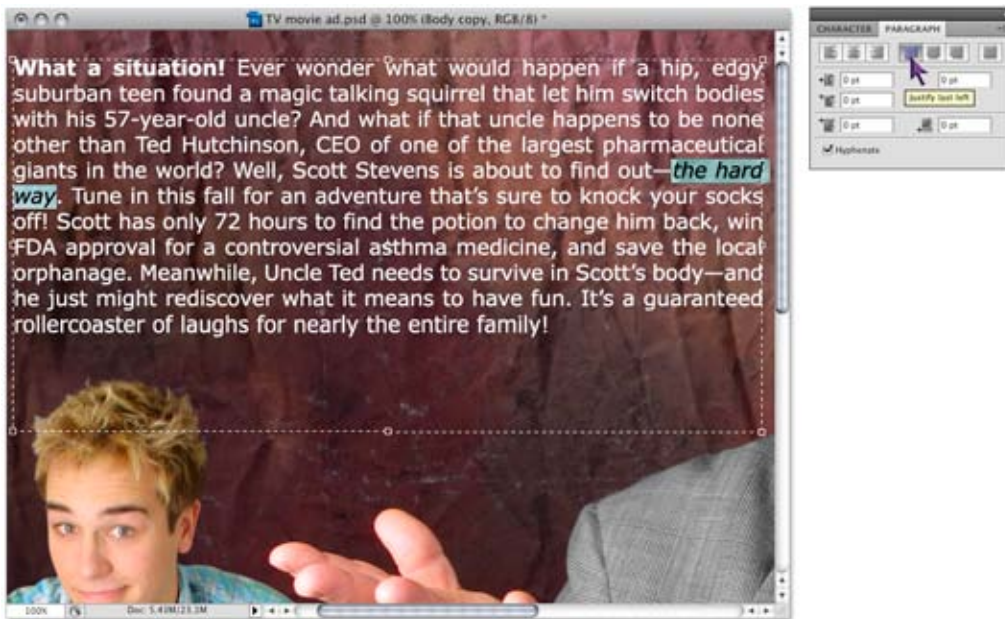 TV movie ad.psd @ 100% (Body copy, RGB/8) *
What a situation! Ever wonder what would happen if a hip, edgy
suburban teen found a magic talking squirrel that let him switch bodies
with his 57-year-old uncle? And what if that uncle happens to be none
other than Ted Hutchinson, CEO of one of the largest pharmaceutical
giants in the world? Well, Scott Stevens is about to find out—the hard
way. Tune in this fall for an adventure that's sure to knock your socks
off! Scott has only 72 hours to find the potion to change him back, win
FDA approval for a controversial asthma medicine, and save the local
orphanage. Meanwhile, Uncle Ted needs to survive in Scott's body—and
he just might rediscover what it means to have fun. It's a guaranteed
rollercoaster of laughs for nearly the entire family!
100% Doc: 5.43M/23.1M
CHARACTER PARAGRAPH
0 pt 0 pt
0 pt Justify last left
0 pt 0 pt
Hyphenate